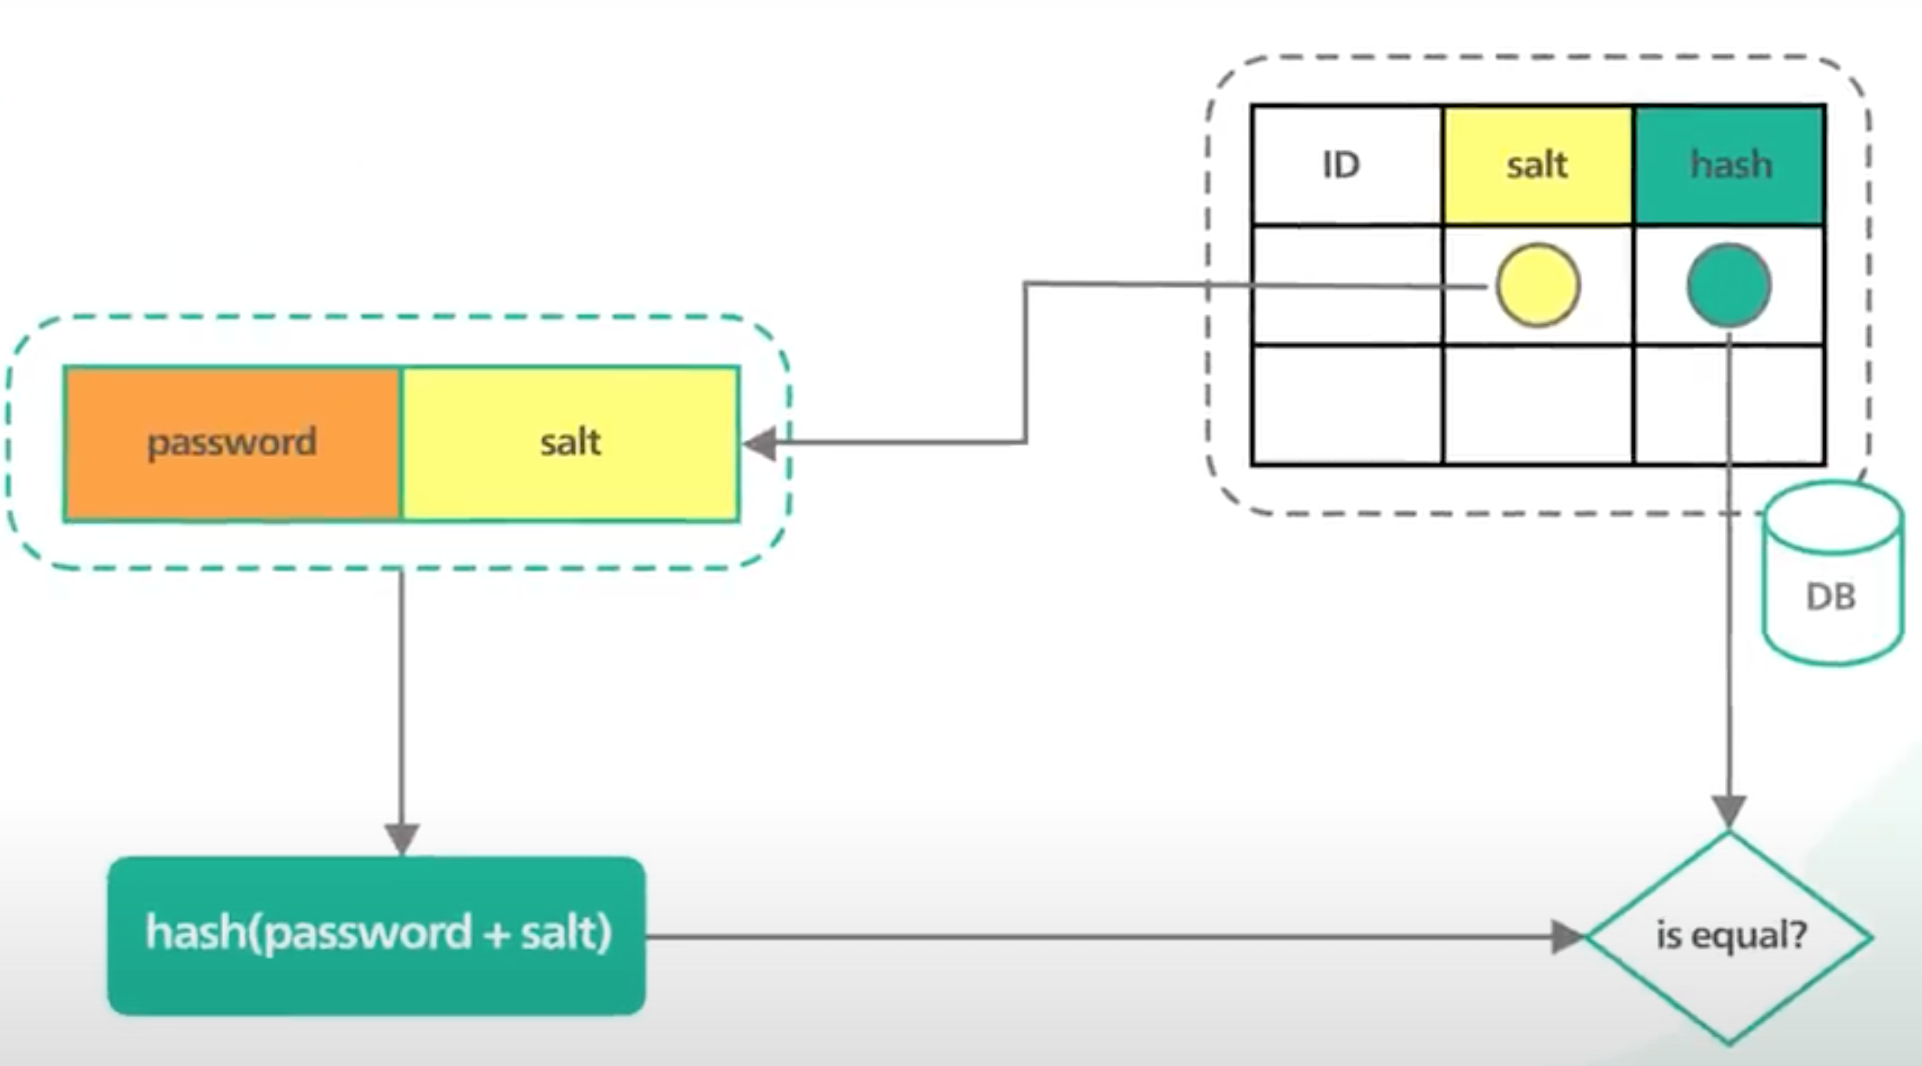 ID
salt
hash
password
salt
DB
hash(password + salt)
is equal?